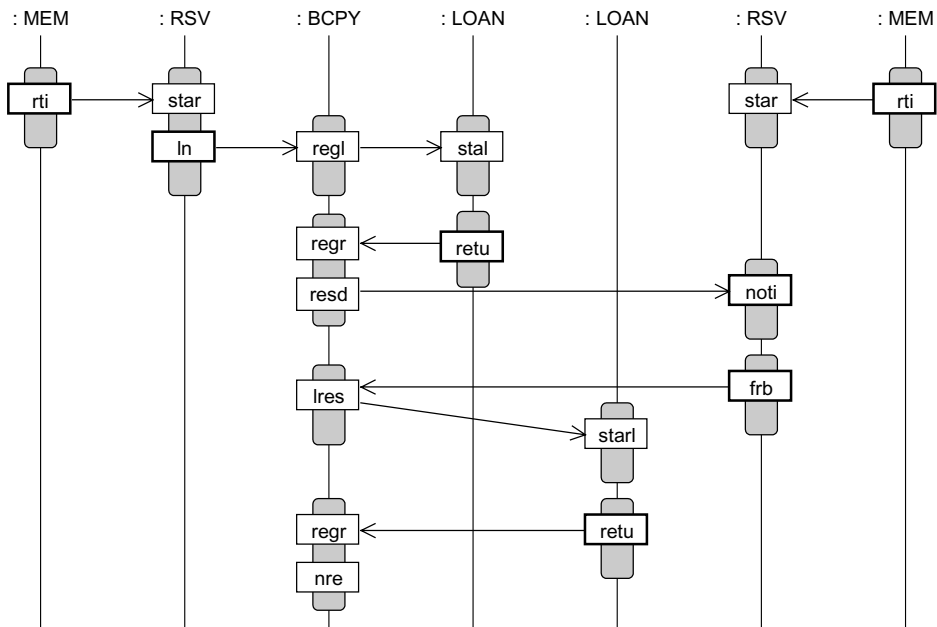 : MEM : RSV : BCPY : LOAN : LOAN : RSV : MEM
rti star star rti
ln regl stal
regr retu
resd noti
lres frb
starl
regr retu
nre